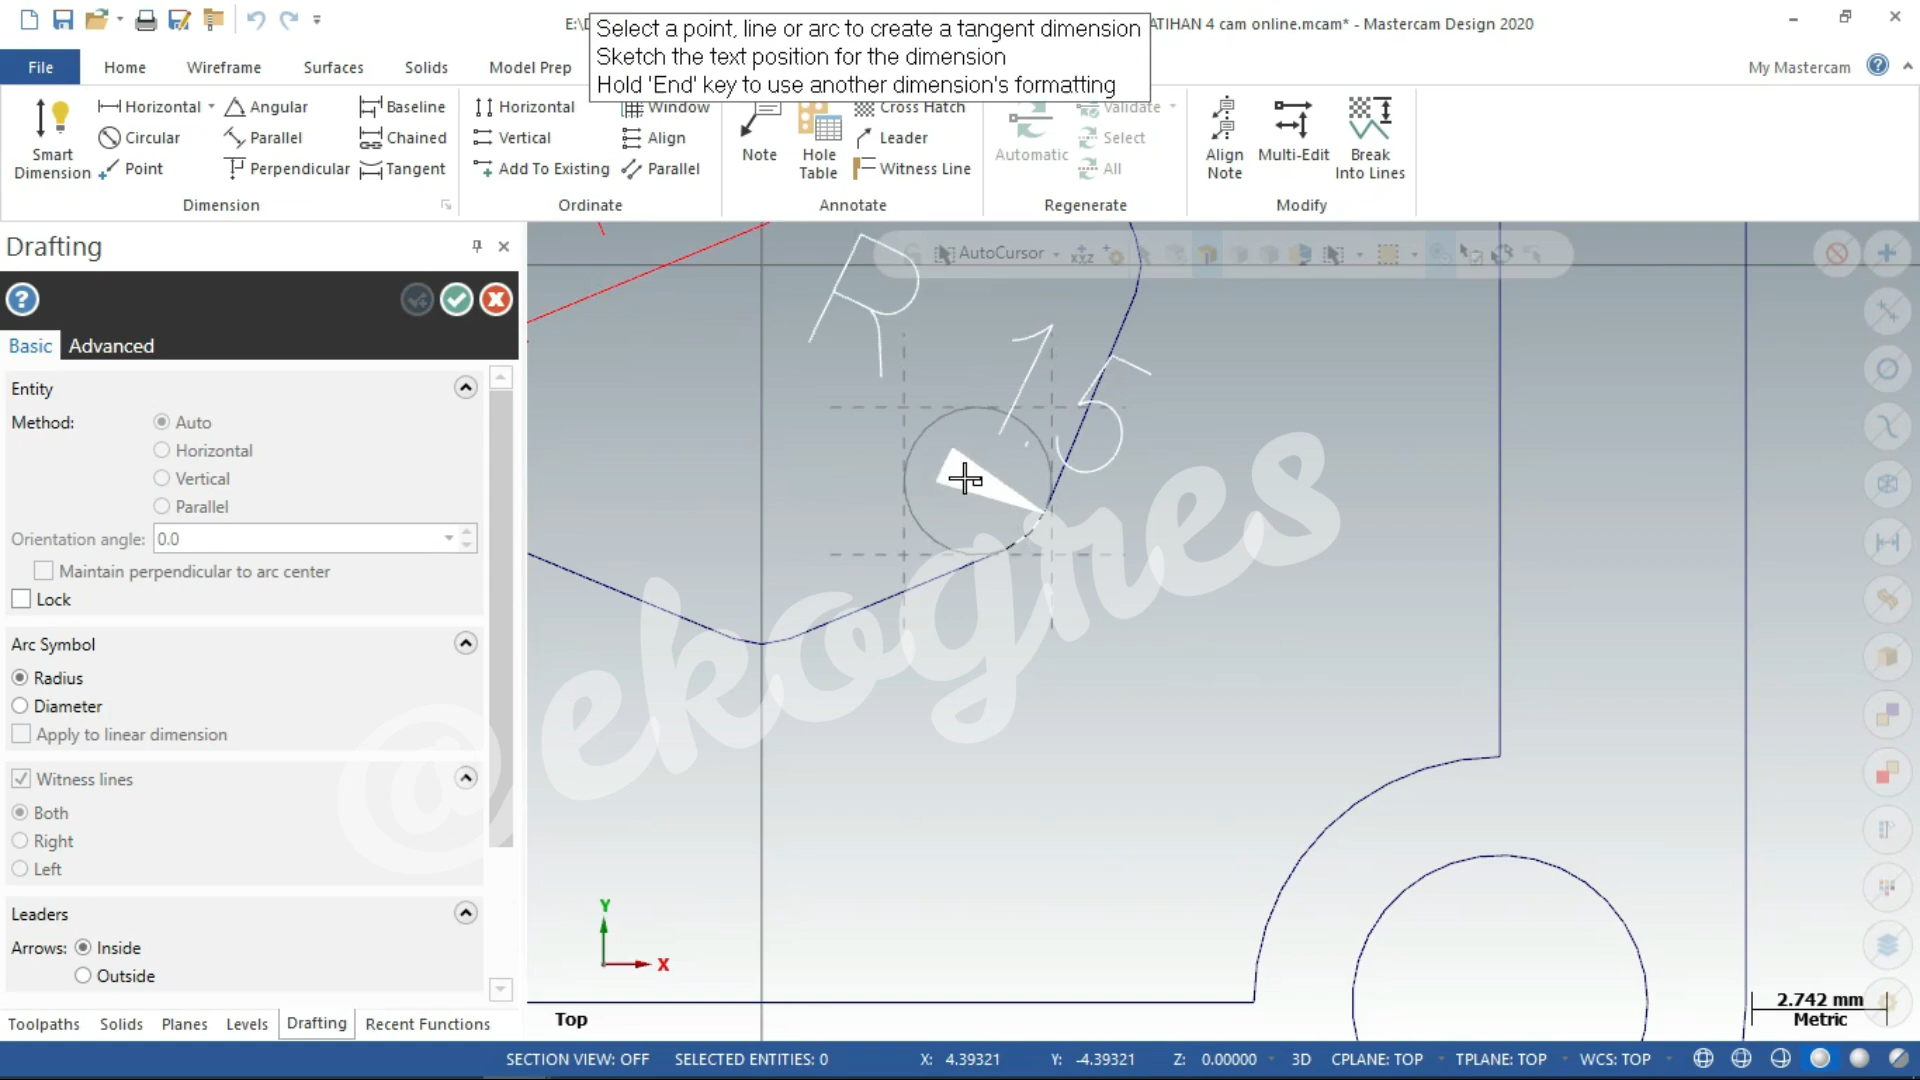 E:\D
ATIHAN 4 cam online.mcam* - Mastercam Design 2020
Select a point, line or arc to create a tangent dimension
Sketch the text position for the dimension
Hold 'End' key to use another dimension's formatting
File Home Wireframe Surfaces Solids Model Prep My Mastercam
Smart Dimension
Horizontal Angular Baseline
Circular Parallel Chained
Point Perpendicular Tangent
Dimension
Horizontal Window
Vertical Align
Add To Existing Parallel
Ordinate
Note
Hole Table
Cross Hatch
Leader
Witness Line
Annotate
Automatic
Validate
Select
All
Regenerate
Align Note
Multi-Edit
Break Into Lines
Modify
Drafting
Basic Advanced
Entity
Method: Auto
Horizontal
Vertical
Parallel
Orientation angle: 0.0
Maintain perpendicular to arc center
Lock
Arc Symbol
Radius
Diameter
Apply to linear dimension
Witness lines
Both
Right
Left
Leaders
Arrows: Inside
Outside
Toolpaths Solids Planes Levels Drafting Recent Functions
AutoCursor
R 1.5
@ekogres
Y
X
Top
2.742 mm
Metric
SECTION VIEW: OFF SELECTED ENTITIES: 0 X: 4.39321 Y: -4.39321 Z: 0.00000 3D CPLANE: TOP TPLANE: TOP WCS: TOP